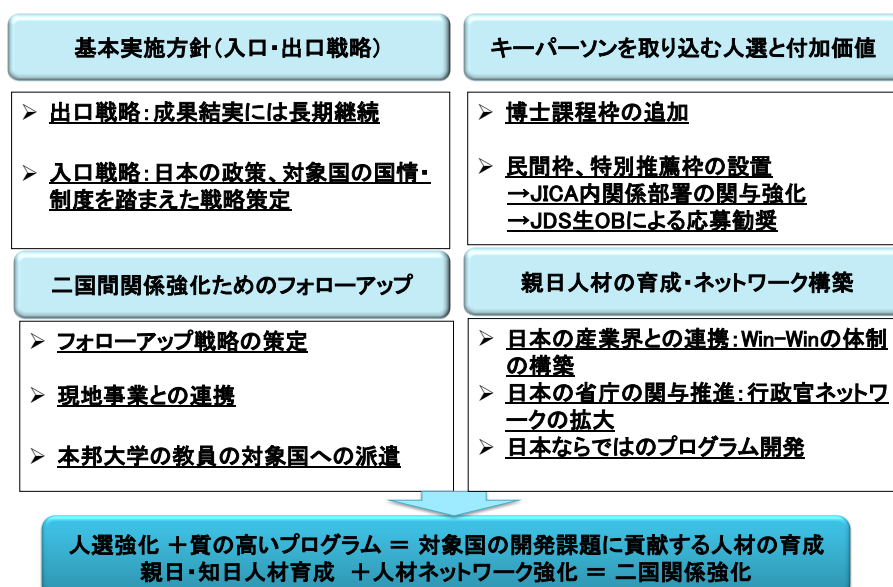 基本実施方針（入口・出口戦略）
➢ 出口戦略：成果結実には長期継続
➢ 入口戦略：日本の政策、対象国の国情・
制度を踏まえた戦略策定
キーパーソンを取り込む人選と付加価値
➢ 博士課程枠の追加
➢ 民間枠、特別推薦枠の設置
→JICA内関係部署の関与強化
→JDS生OBによる応募勧奨
二国間関係強化ためのフォローアップ
➢ フォローアップ戦略の策定
➢ 現地事業との連携
➢ 本邦大学の教員の対象国への派遣
親日人材の育成・ネットワーク構築
➢ 日本の産業界との連携：Win-Winの体制
の構築
➢ 日本の省庁の関与推進：行政官ネットワ
ークの拡大
➢ 日本ならではのプログラム開発
人選強化 ＋質の高いプログラム ＝ 対象国の開発課題に貢献する人材の育成
親日・知日人材育成 ＋人材ネットワーク強化 ＝ 二国関係強化